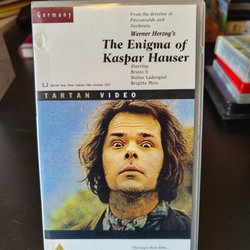 Germany
From the director of
Fitzcarraldo and
Nosferatu
Werner Herzog's
The Enigma of
Kaspar Hauser
Starring
Bruno S
Walter Ladengast
Brigitta Mira
TARTAN VIDEO